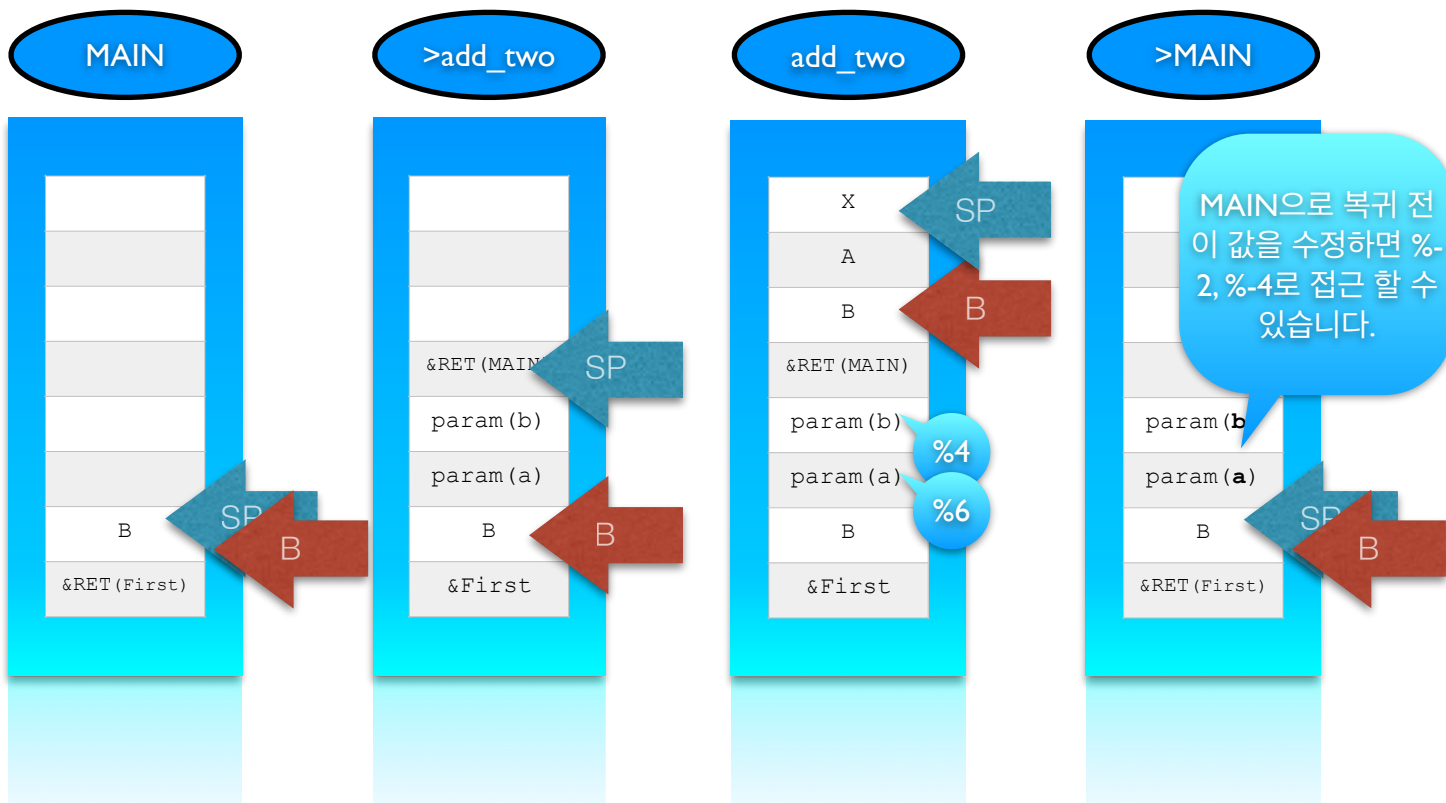 MAIN
SP
B
B
&RET(First)
>add_two
&RET(MAIN)
SP
param(b)
param(a)
B
B
&First
add_two
X
SP
A
B
B
&RET(MAIN)
param(b)
%4
param(a)
%6
B
&First
>MAIN
MAIN으로 복귀 전
이 값을 수정하면 %-
2, %-4로 접근 할 수
있습니다.
param(b
param(a)
SP
B
B
&RET(First)